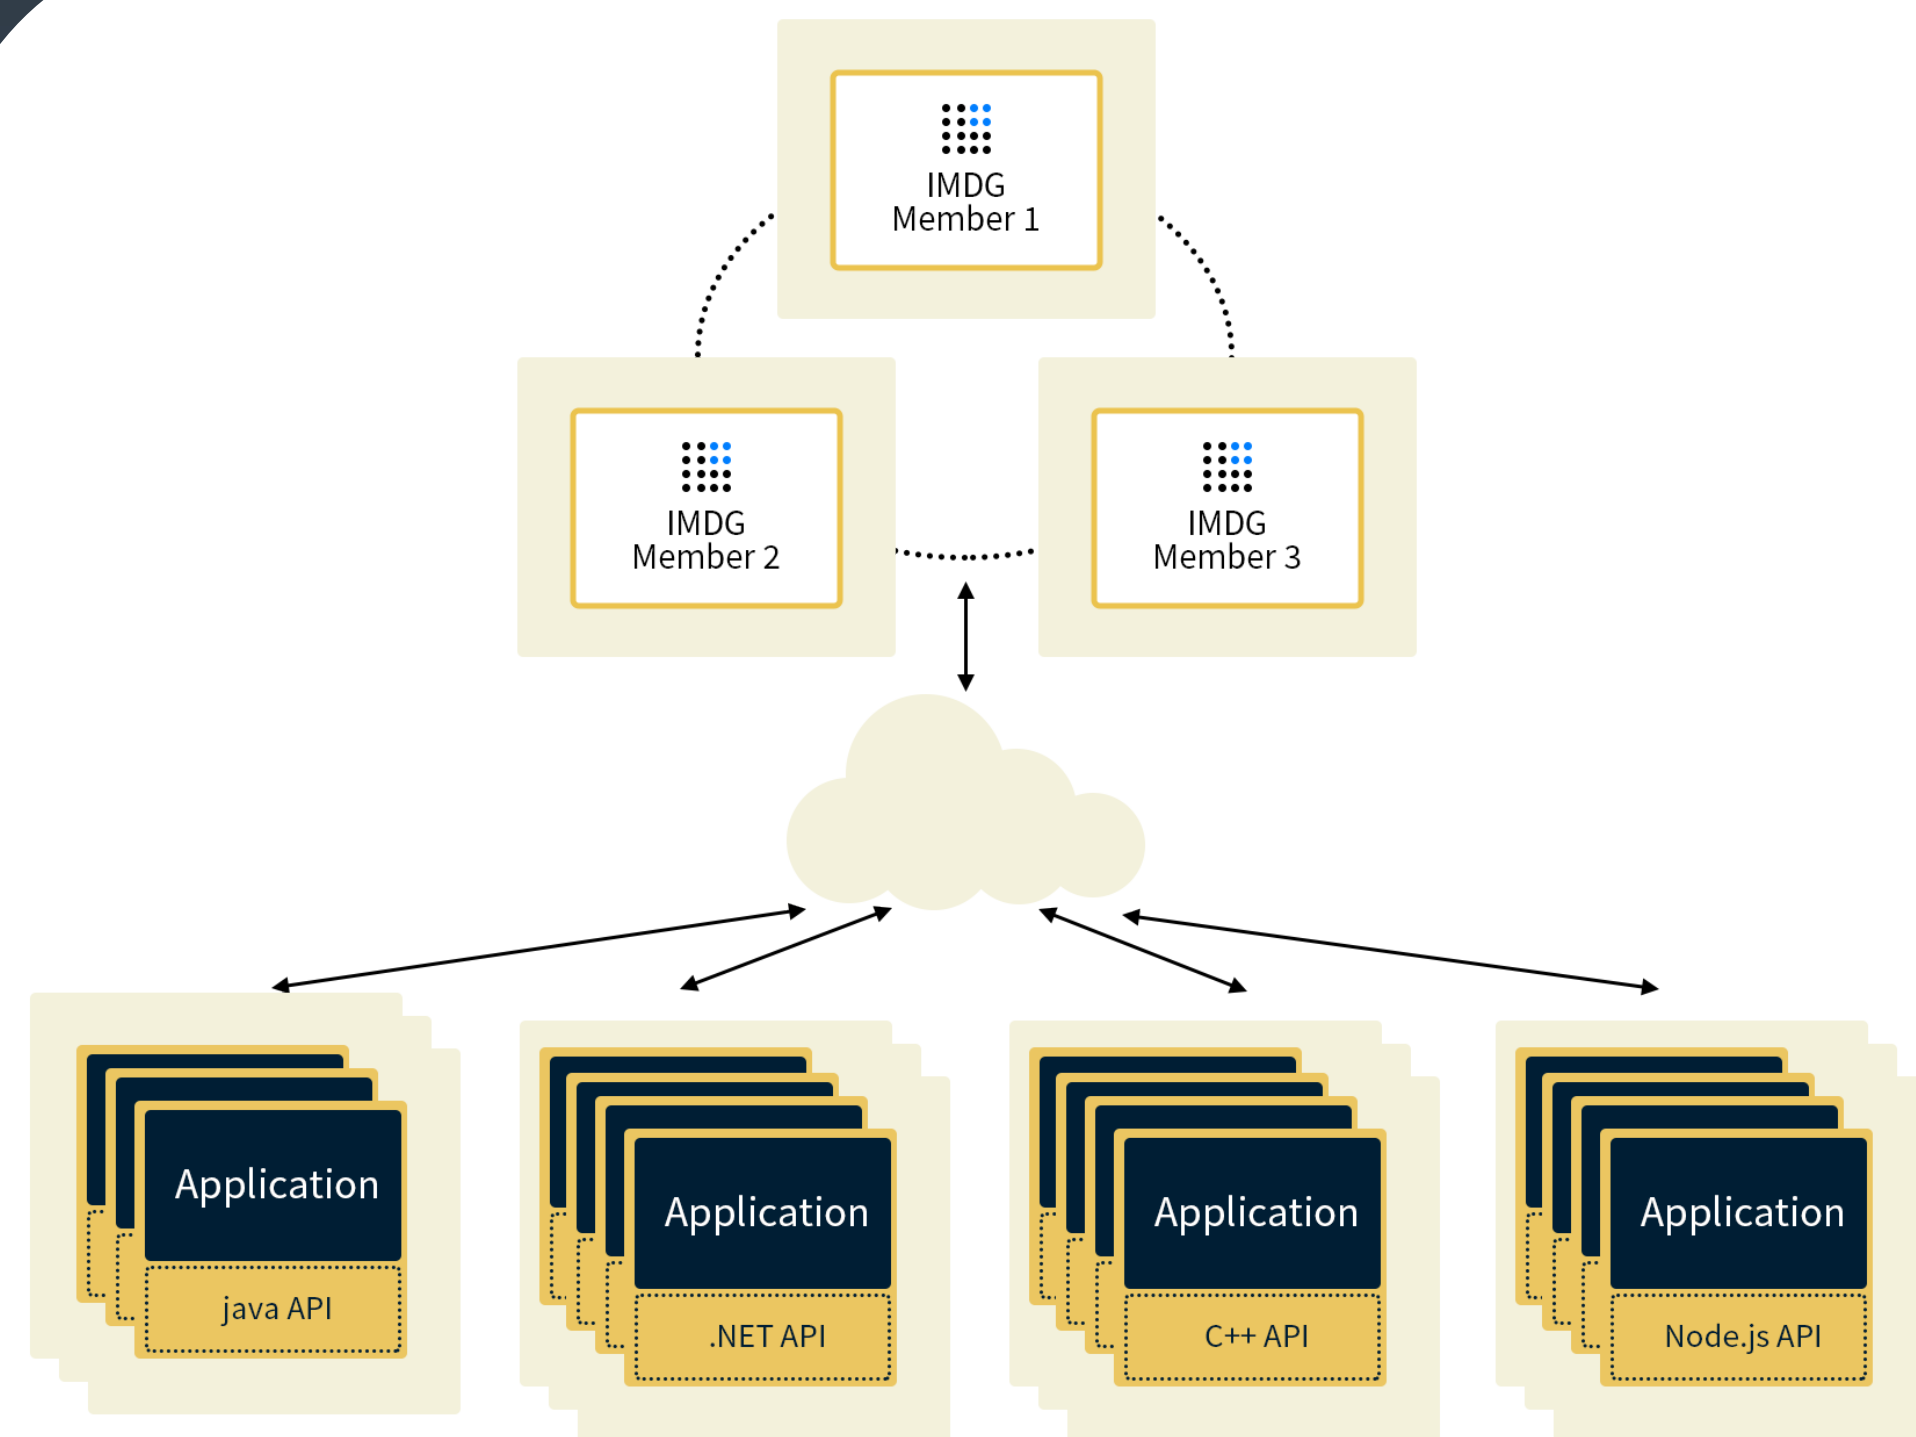 IMDG
Member 1
IMDG
Member 2
IMDG
Member 3
Application
java API
Application
.NET API
Application
C++ API
Application
Node.js API